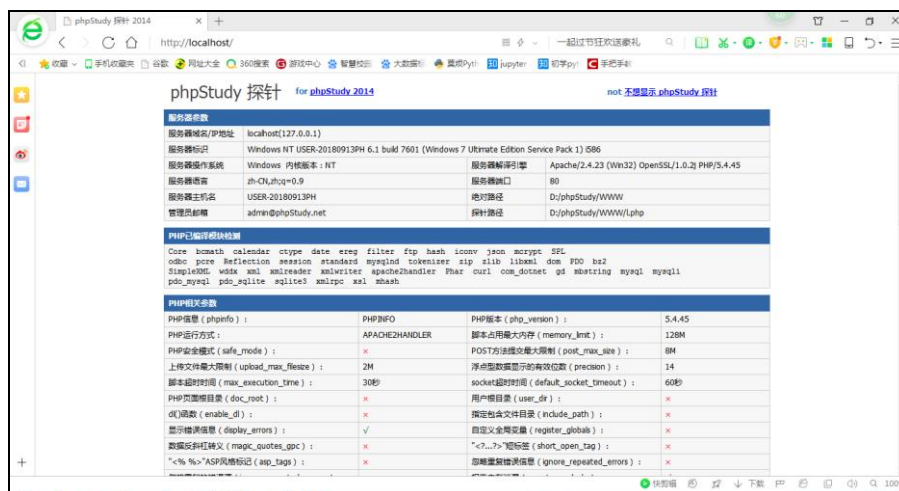 phpStudy 探针 2014
http://localhost/
一起过节狂欢送豪礼
收藏 手机收藏夹 谷歌 网址大全 360搜索 游戏中心 智慧校园 大数据 莫烦Pyth jupyter 初学pyt 手把手
phpStudy 探针 for phpStudy 2014 not 不想显示 phpStudy 探针
服务器参数
服务器域名/IP地址 localhost(127.0.0.1)
服务器标识 Windows NT USER-20180913PH 6.1 build 7601 (Windows 7 Ultimate Edition Service Pack 1) i586
服务器操作系统 Windows 内核版本：NT 服务器解译引擎 Apache/2.4.23 (Win32) OpenSSL/1.0.2j PHP/5.4.45
服务器语言 zh-CN,zh;q=0.9 服务器端口 80
服务器主机名 USER-20180913PH 绝对路径 D:/phpStudy/WWW
管理员邮箱 admin@phpStudy.net 探针路径 D:/phpStudy/WWW/l.php
PHP已编译模块检测
Core bcmath calendar ctype date ereg filter ftp hash iconv json mcrypt SPL
odbc pcre Reflection session standard mysqlnd tokenizer zip zlib libxml dom PDO bz2
SimpleXML wddx xml xmlreader xmlwriter apache2handler Phar curl com_dotnet gd mbstring mysql mysqli
pdo_mysql pdo_sqlite sqlite3 xmlrpc xsl mhash
PHP相关参数
PHP信息（phpinfo）： PHPINFO PHP版本（php_version）： 5.4.45
PHP运行方式： APACHE2HANDLER 脚本占用最大内存（memory_limit）： 128M
PHP安全模式（safe_mode）： × POST方法提交最大限制（post_max_size）： 8M
上传文件最大限制（upload_max_filesize）： 2M 浮点型数据显示的有效位数（precision）： 14
脚本超时时间（max_execution_time）： 30秒 socket超时时间（default_socket_timeout）： 60秒
PHP页面根目录（doc_root）： × 用户根目录（user_dir）： ×
dl()函数（enable_dl）： × 指定包含文件目录（include_path）： ×
显示错误信息（display_errors）： √ 自定义全局变量（register_globals）： ×
数据反斜杠转义（magic_quotes_gpc）： × "<?...?>"短标签（short_open_tag）： ×
"<% %>"ASP风格标记（asp_tags）： × 忽略重复错误信息（ignore_repeated_errors）： ×
快剪辑 下载 100